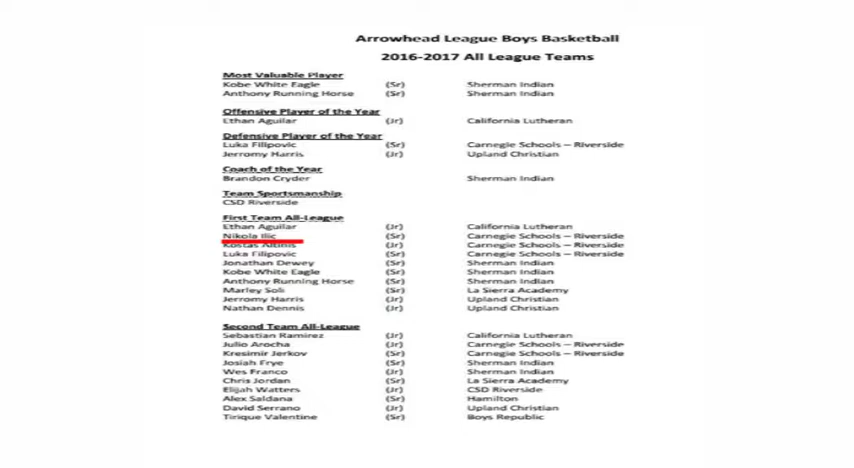 Arrowhead League Boys Basketball
2016-2017 All League Teams
Most Valuable Player
Kobe White Eagle (Sr) Sherman Indian
Anthony Running Horse (Sr) Sherman Indian
Offensive Player of the Year
Ethan Aguilar (Jr) California Lutheran
Defensive Player of the Year
Luka Filipovic (Sr) Carnegie Schools – Riverside
Jerromy Harris (Jr) Upland Christian
Coach of the Year
Brandon Cryder Sherman Indian
Team Sportsmanship
CSD Riverside
First Team All-League
Ethan Aguilar (Jr) California Lutheran
Nikola Ilic (Sr) Carnegie Schools – Riverside
Kostas Altinis (Jr) Carnegie Schools – Riverside
Luka Filipovic (Sr) Carnegie Schools – Riverside
Jonathan Dewey (Sr) Sherman Indian
Kobe White Eagle (Sr) Sherman Indian
Anthony Running Horse (Sr) Sherman Indian
Marley Soli (Sr) La Sierra Academy
Jerromy Harris (Jr) Upland Christian
Nathan Dennis (Jr) Upland Christian
Second Team All-League
Sebastian Ramirez (Jr) California Lutheran
Julio Arocha (Jr) Carnegie Schools – Riverside
Kresimir Jerkov (Sr) Carnegie Schools – Riverside
Josiah Frye (Sr) Sherman Indian
Wes Franco (Jr) Sherman Indian
Chris Jordan (Sr) La Sierra Academy
Elijah Watters (Jr) CSD Riverside
Alex Saldana (Sr) Hamilton
David Serrano (Jr) Upland Christian
Tirique Valentine (Sr) Boys Republic